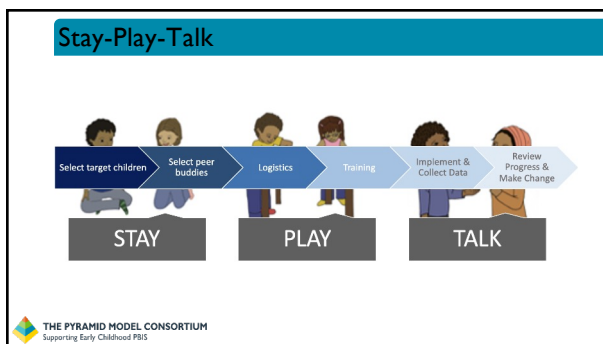 Stay-Play-Talk
Select target children
Select peer
buddies
Logistics
Training
Implement &
Collect Data
Review
Progress &
Make Change
STAY
PLAY
TALK
THE PYRAMID MODEL CONSORTIUM
Supporting Early Childhood PBIS